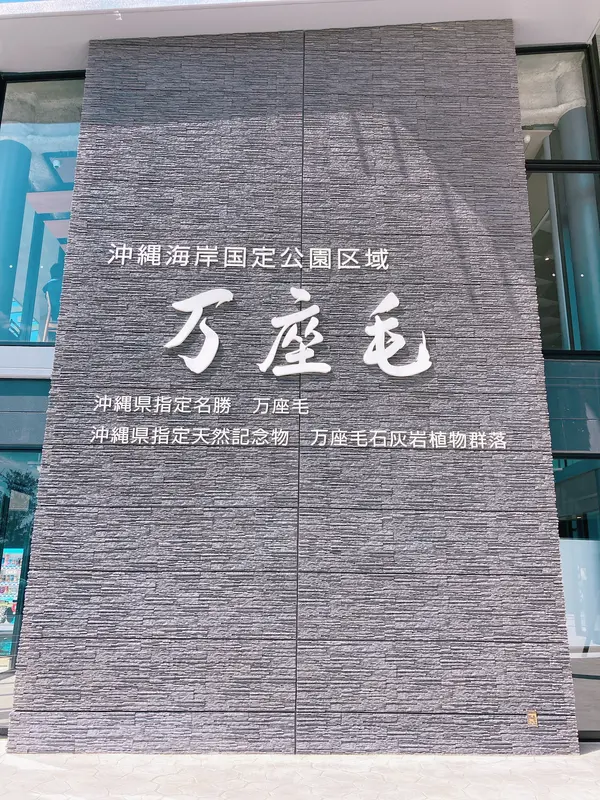 沖縄海岸国定公園区域
万座毛
沖縄県指定名勝　万座毛
沖縄県指定天然記念物　万座毛石灰岩植物群落